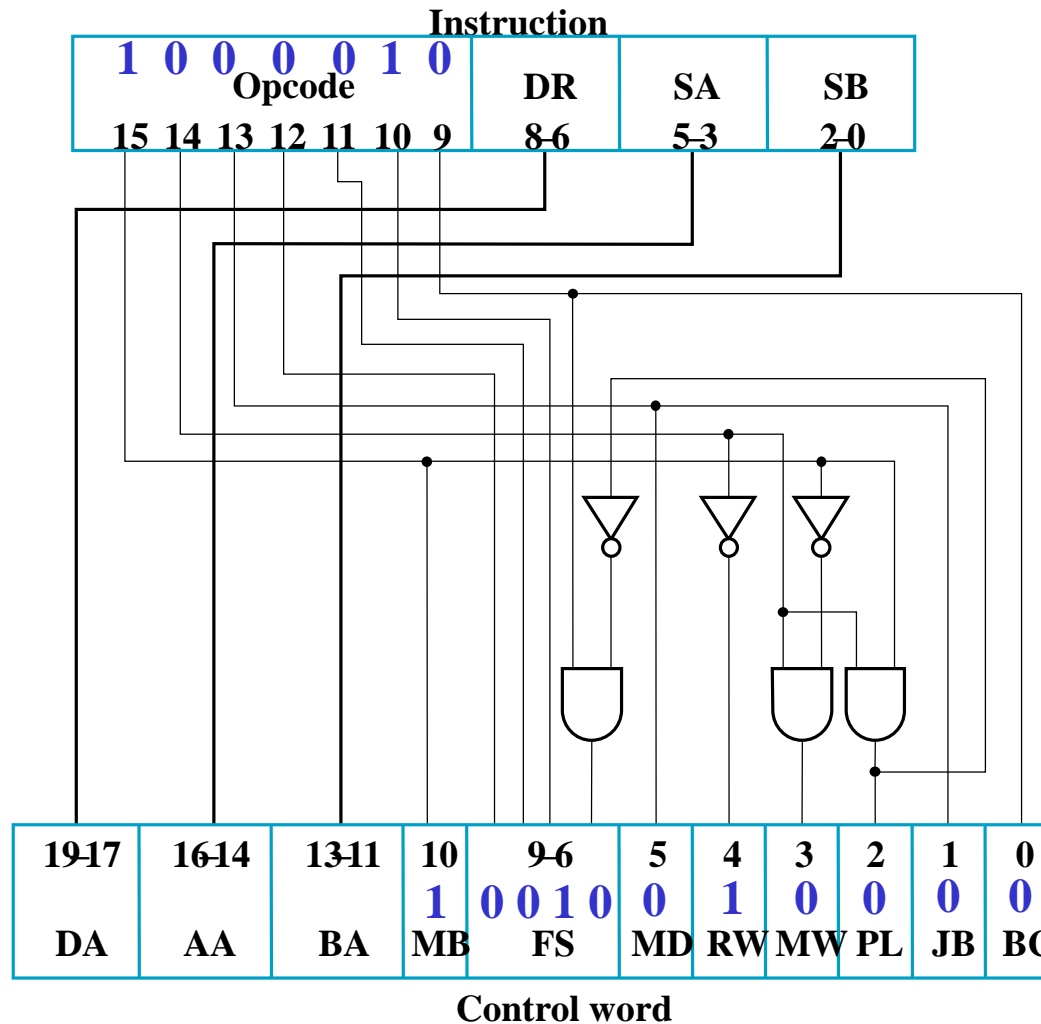 Instruction
1 0 0 0 0 1 0
Opcode DR SA SB
15 14 13 12 11 10 9 8–6 5–3 2–0
19–17 16–14 13–11 10 9–6 5 4 3 2 1 0
1 0 0 1 0 0 1 0 0 0 0
DA AA BA MB FS MD RW MW PL JB BC
Control word